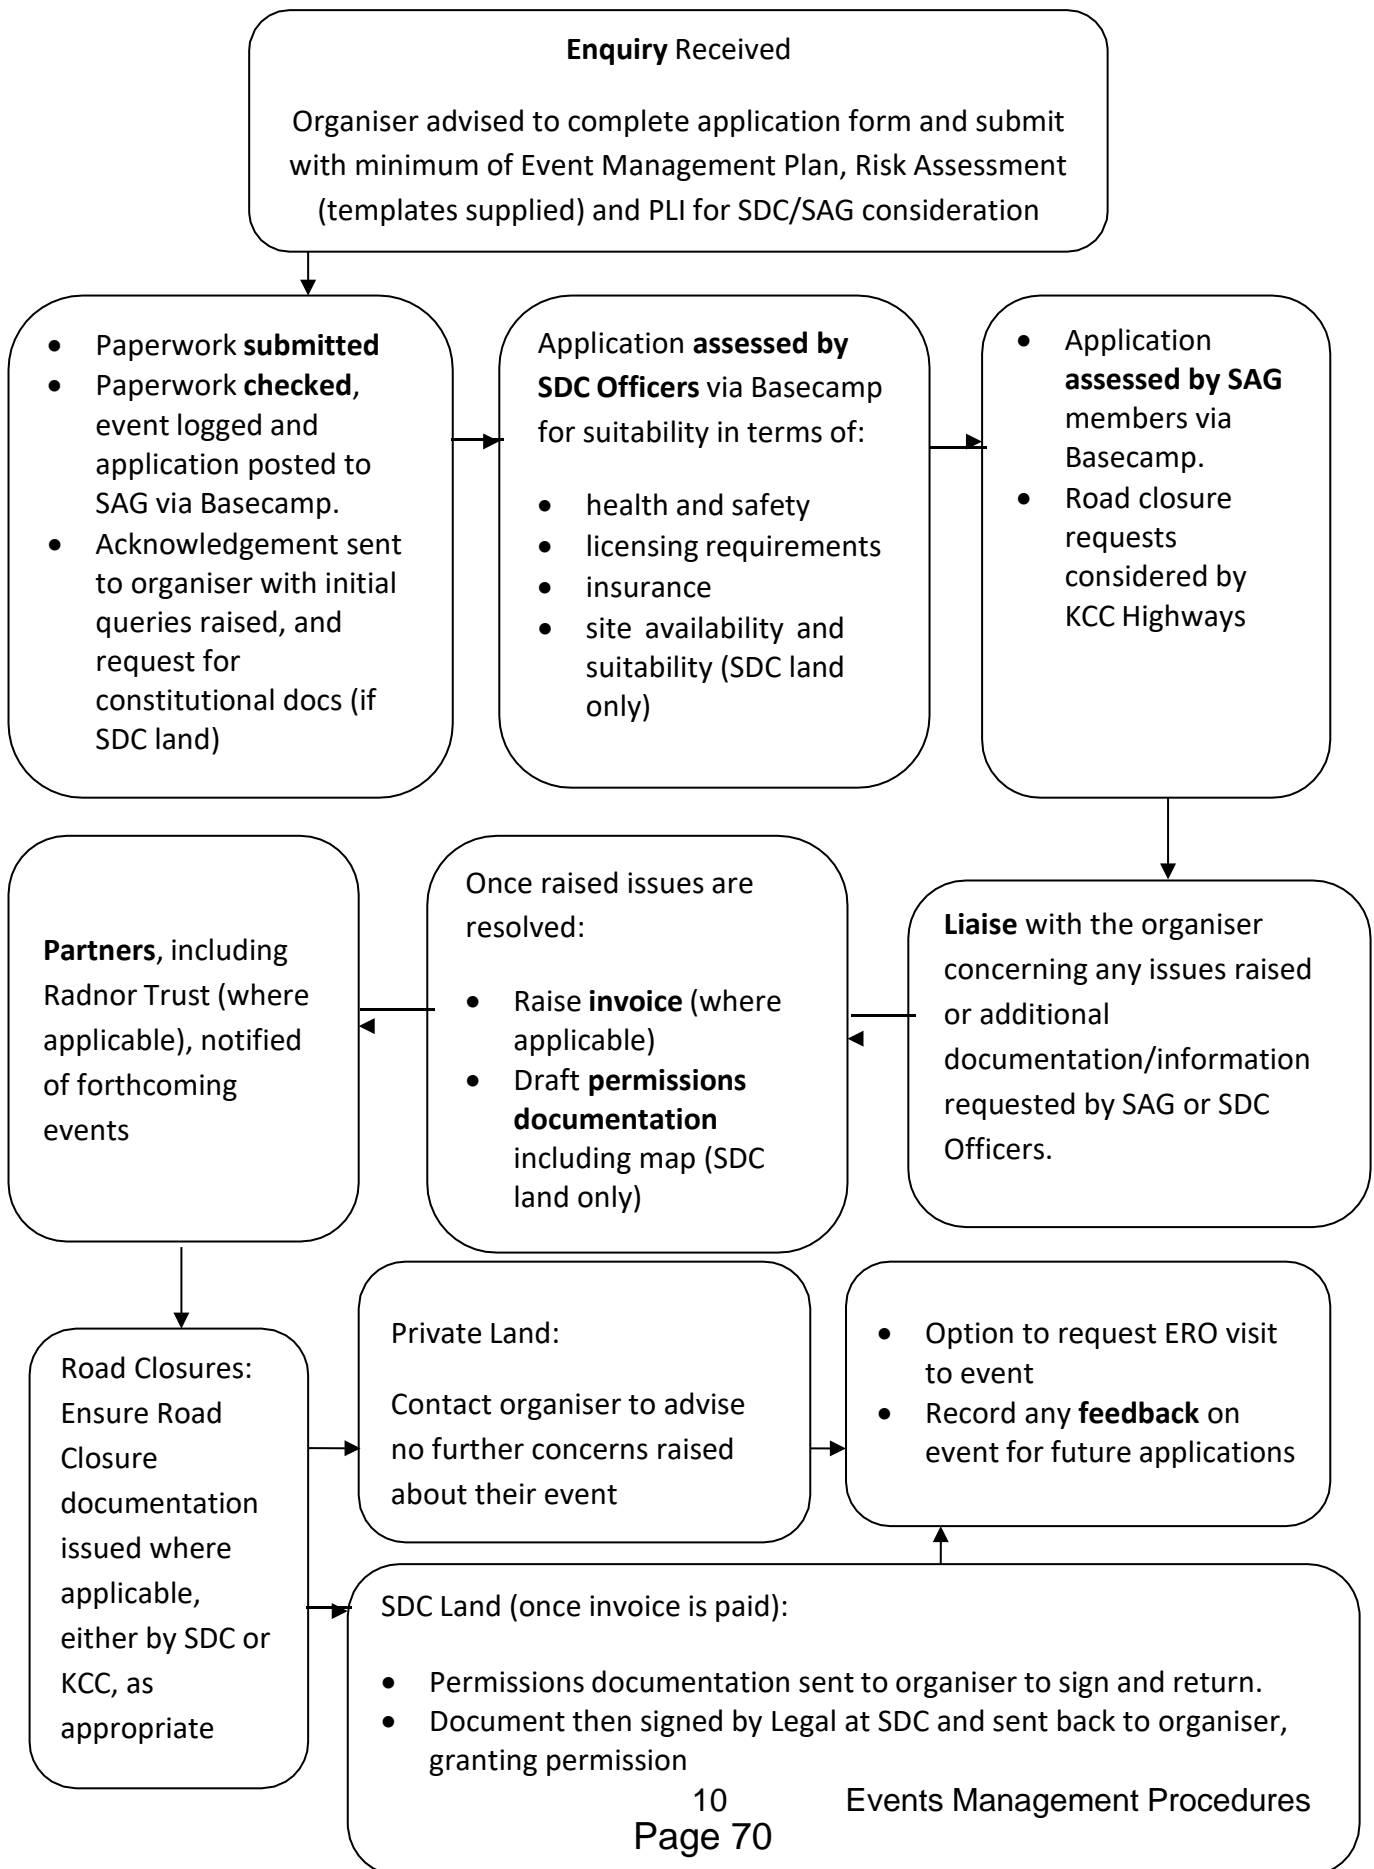 Enquiry Received
Organiser advised to complete application form and submit
with minimum of Event Management Plan, Risk Assessment
(templates supplied) and PLI for SDC/SAG consideration
• Paperwork submitted
• Paperwork checked,
event logged and
application posted to
SAG via Basecamp.
• Acknowledgement sent
to organiser with initial
queries raised, and
request for
constitutional docs (if
SDC land)
Application assessed by
SDC Officers via Basecamp
for suitability in terms of:
• health and safety
• licensing requirements
• insurance
• site availability and
suitability (SDC land
only)
• Application
assessed by SAG
members via
Basecamp.
• Road closure
requests
considered by
KCC Highways
Liaise with the organiser
concerning any issues raised
or additional
documentation/information
requested by SAG or SDC
Officers.
Once raised issues are
resolved:
• Raise invoice (where
applicable)
• Draft permissions
documentation
including map (SDC
land only)
Partners, including
Radnor Trust (where
applicable), notified
of forthcoming
events
Road Closures:
Ensure Road
Closure
documentation
issued where
applicable,
either by SDC or
KCC, as
appropriate
Private Land:
Contact organiser to advise
no further concerns raised
about their event
• Option to request ERO visit
to event
• Record any feedback on
event for future applications
SDC Land (once invoice is paid):
• Permissions documentation sent to organiser to sign and return.
• Document then signed by Legal at SDC and sent back to organiser,
granting permission
10 Events Management Procedures
Page 70